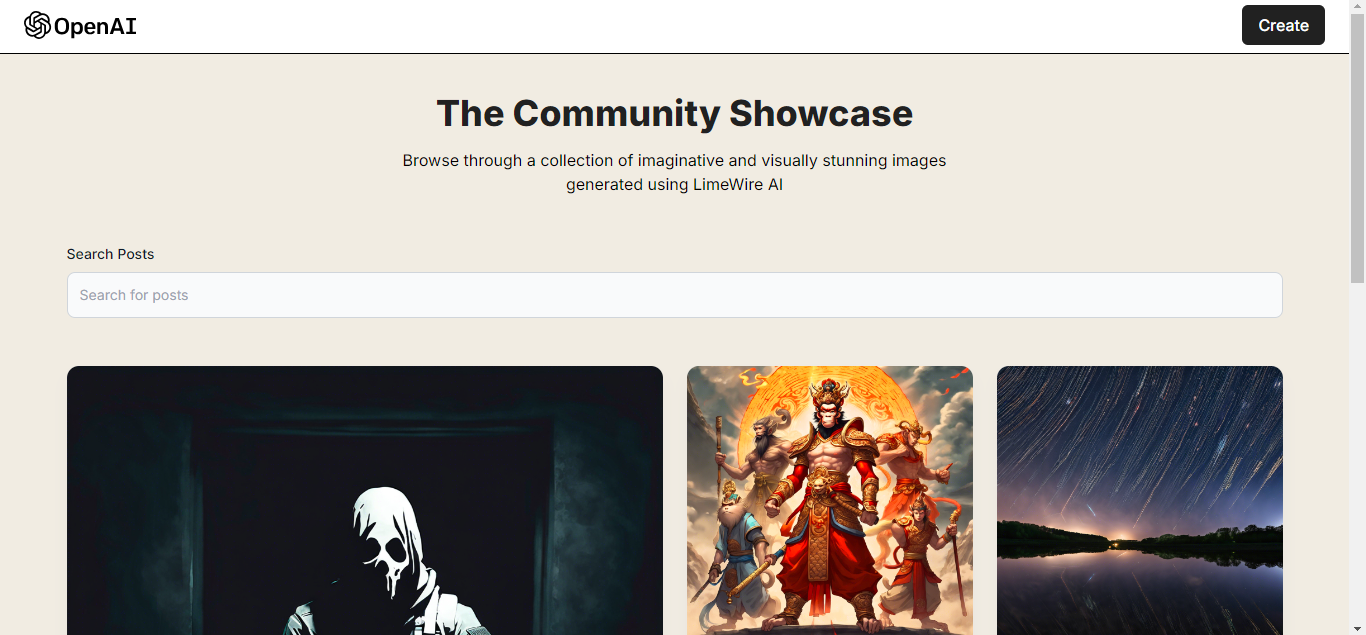 OpenAI
Create
The Community Showcase
Browse through a collection of imaginative and visually stunning images
generated using LimeWire AI
Search Posts
Search for posts